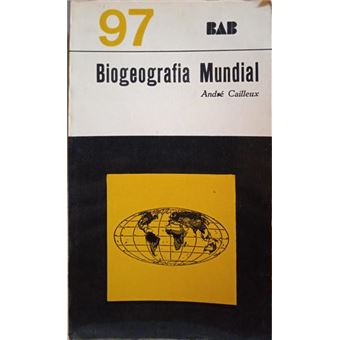 97
BAB
Biogeografia Mundial
André Cailleux